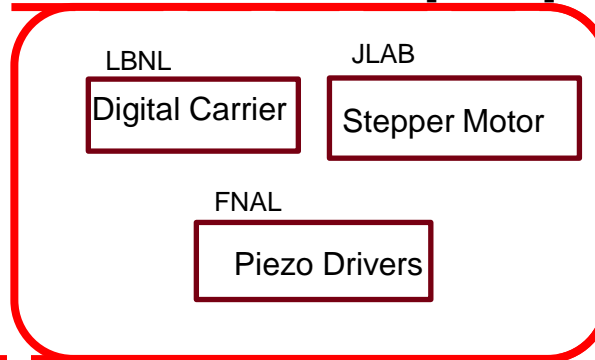 LBNL
JLAB
Digital Carrier
Stepper Motor
FNAL
Piezo Drivers